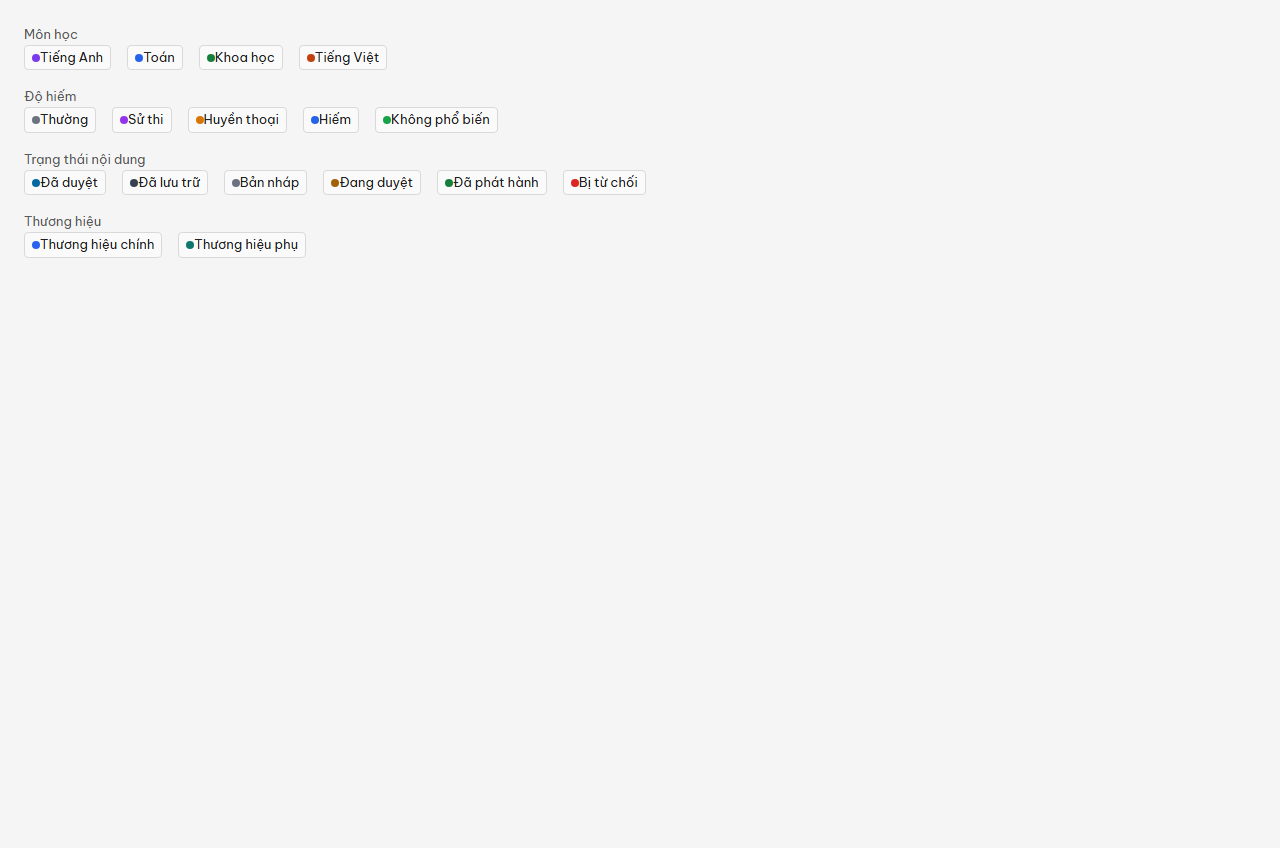 Môn học
Tiếng Anh Toán Khoa học Tiếng Việt
Độ hiếm
Thường Sử thi Huyền thoại Hiếm Không phổ biến
Trạng thái nội dung
Đã duyệt Đã lưu trữ Bản nháp Đang duyệt Đã phát hành Bị từ chối
Thương hiệu
Thương hiệu chính Thương hiệu phụ